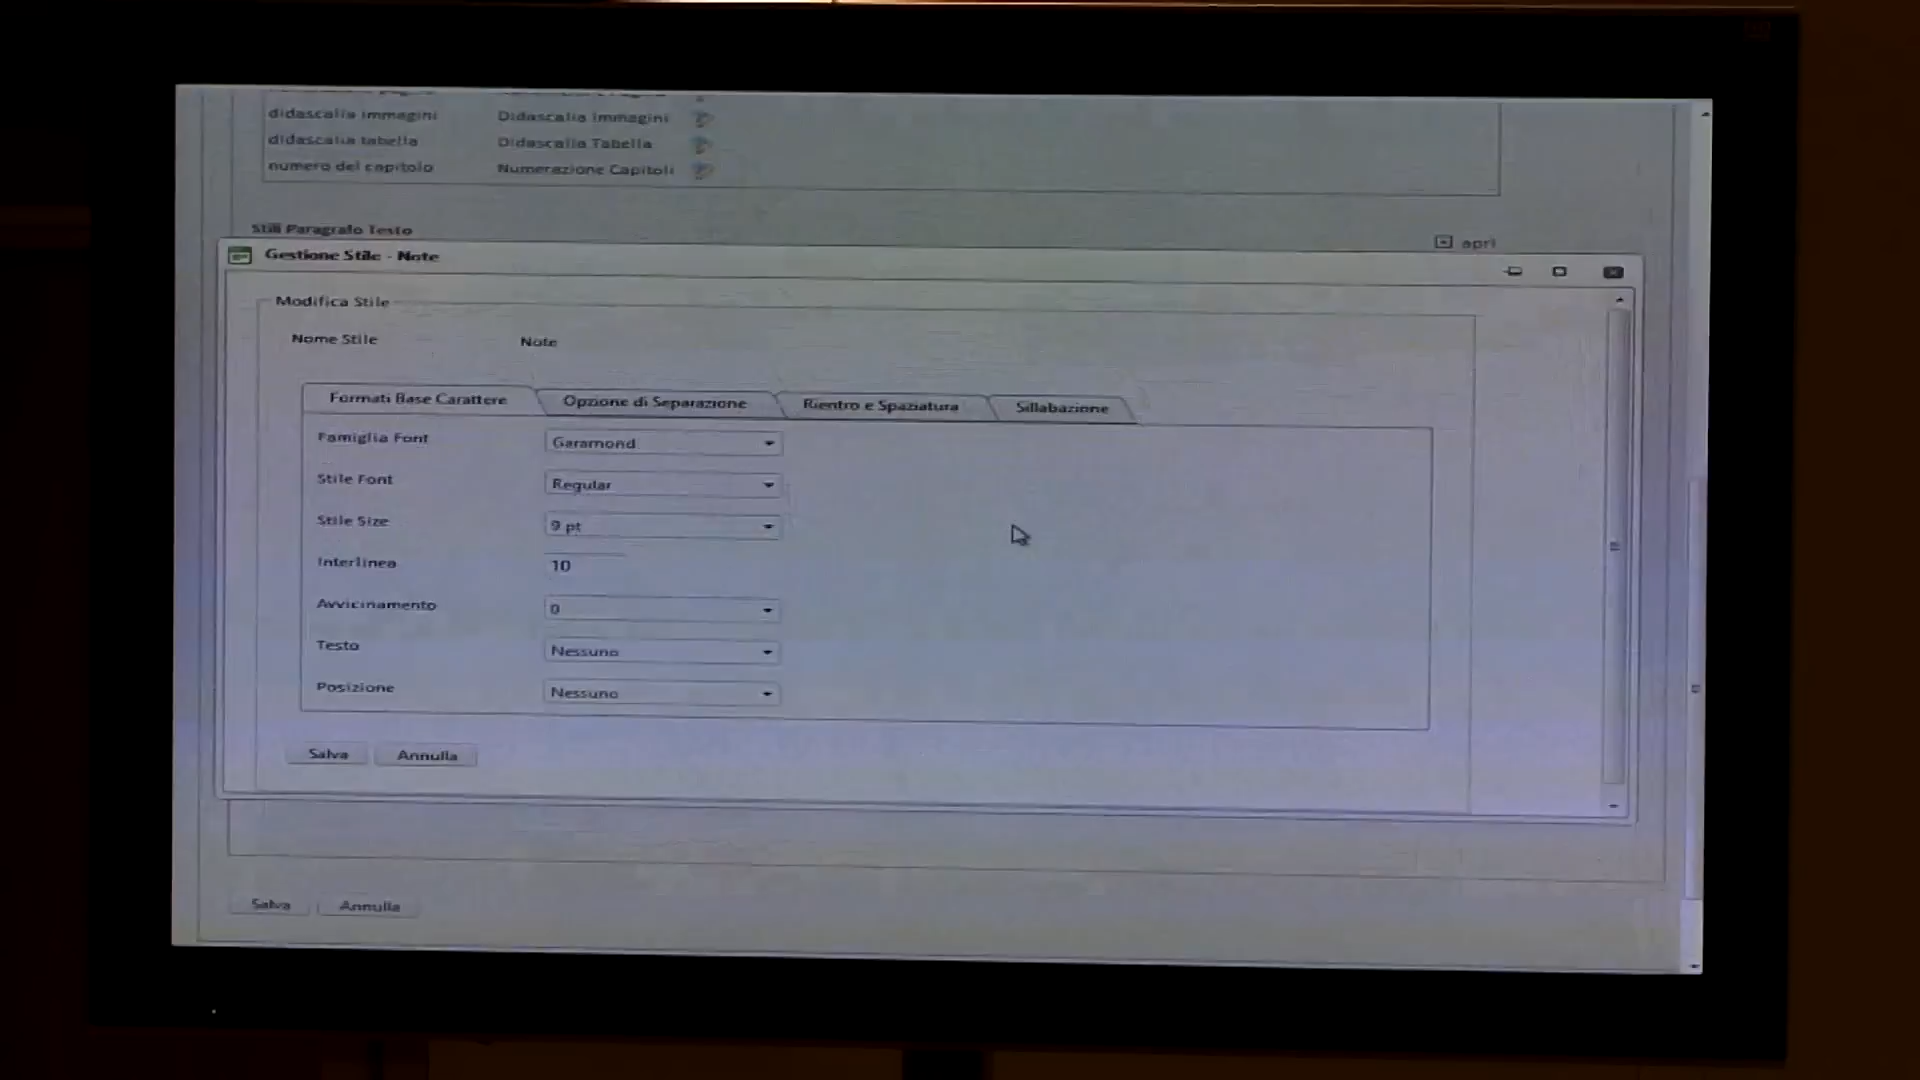 didascalia immagini Didascalia Immagini
didascalia tabella Didascalia Tabella
numero del capitolo Numerazione Capitoli
Stili Paragrafo Testo
apri
Gestione Stile - Note
Modifica Stile
Nome Stile Note
Formati Base Carattere Opzione di Separazione Rientro e Spaziatura Sillabazione
Famiglia Font Garamond
Stile Font Regular
Stile Size 9 pt
Interlinea 10
Avvicinamento 0
Testo Nessuno
Posizione Nessuno
Salva Annulla
Salva Annulla